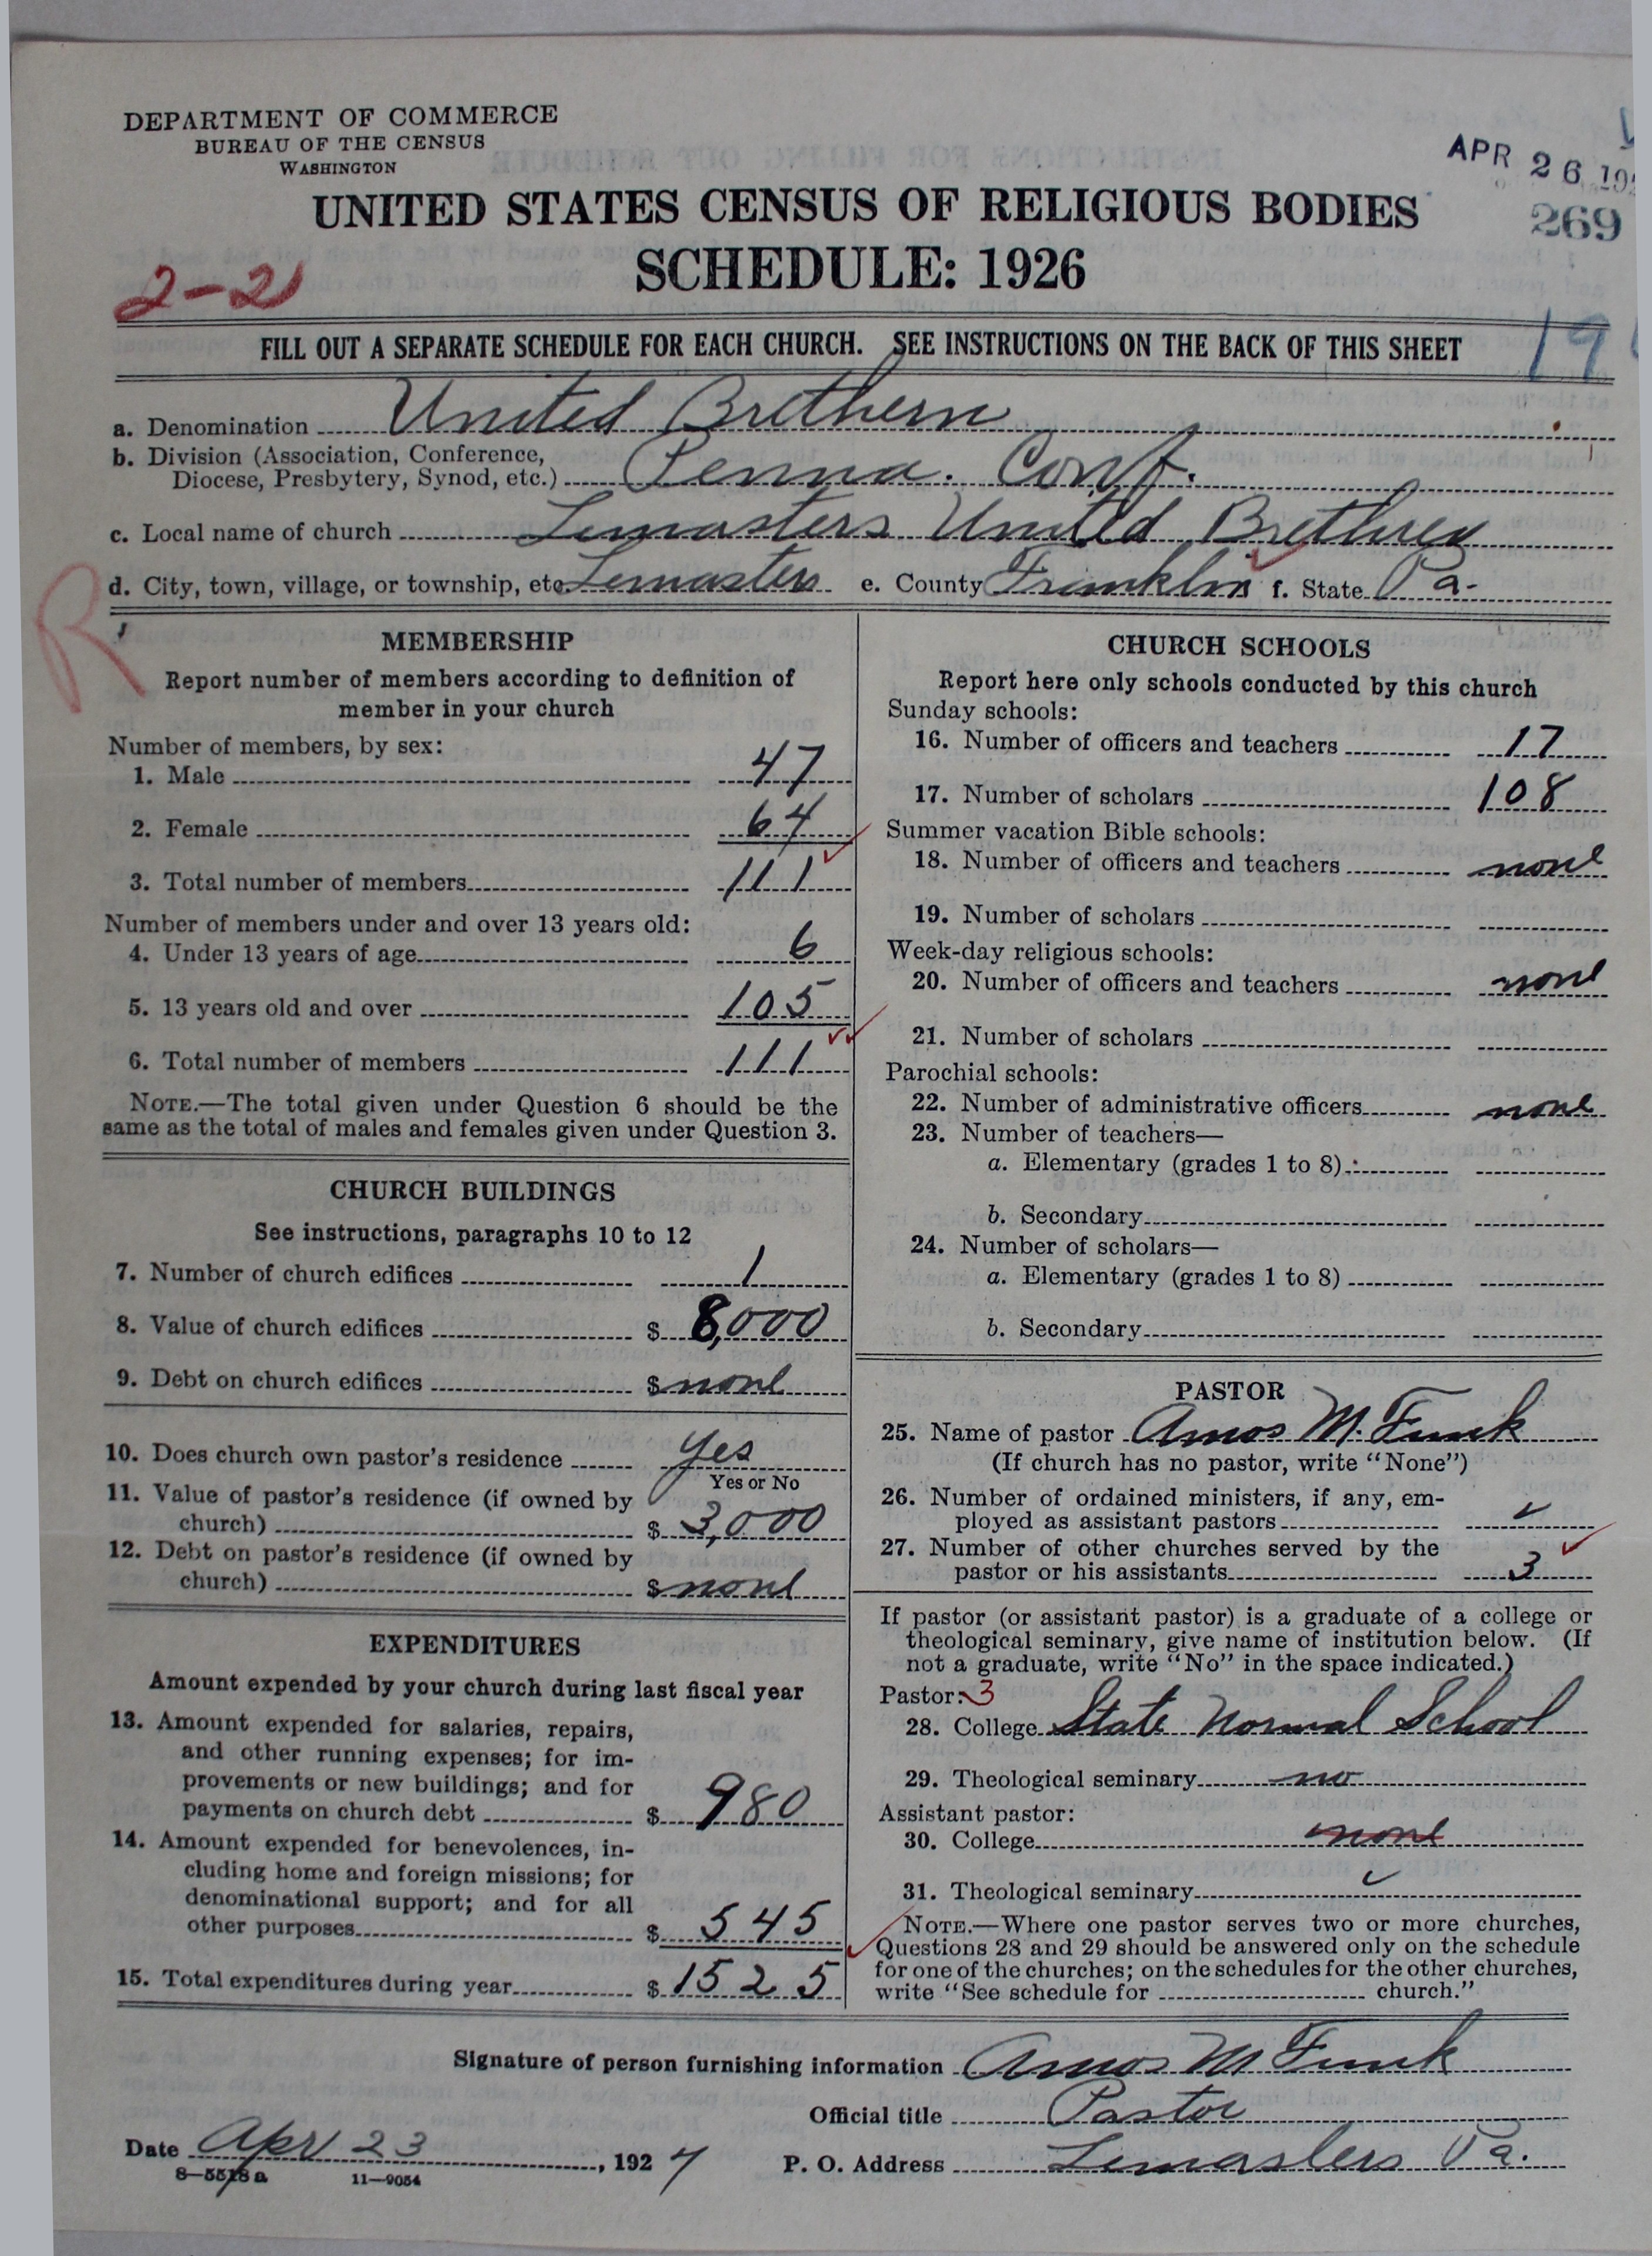 DEPARTMENT OF COMMERCE
BUREAU OF THE CENSUS
WASHINGTON
APR 26 192
269
UNITED STATES CENSUS OF RELIGIOUS BODIES
SCHEDULE: 1926
2-21
FILL OUT A SEPARATE SCHEDULE FOR EACH CHURCH. SEE INSTRUCTIONS ON THE BACK OF THIS SHEET
19
a. Denomination United Brethern
b. Division (Association, Conference,
Diocese, Presbytery, Synod, etc.) Penna. Conf.
c. Local name of church Lemasters United Brethren
d. City, town, village, or township, etc. Lemasters e. County Franklin f. State Pa.
R
MEMBERSHIP
Report number of members according to definition of
member in your church
Number of members, by sex:
1. Male 47
2. Female 64
3. Total number of members 111
Number of members under and over 13 years old:
4. Under 13 years of age 6
5. 13 years old and over 105
6. Total number of members 111
NOTE.—The total given under Question 6 should be the
same as the total of males and females given under Question 3.
CHURCH BUILDINGS
See instructions, paragraphs 10 to 12
7. Number of church edifices 1
8. Value of church edifices $ 8,000
9. Debt on church edifices $ none
10. Does church own pastor's residence yes
Yes or No
11. Value of pastor's residence (if owned by
church) $ 3,000
12. Debt on pastor's residence (if owned by
church) $ none
EXPENDITURES
Amount expended by your church during last fiscal year
13. Amount expended for salaries, repairs,
and other running expenses; for im-
provements or new buildings; and for
payments on church debt $ 980
14. Amount expended for benevolences, in-
cluding home and foreign missions; for
denominational support; and for all
other purposes $ 545
15. Total expenditures during year $ 1525
CHURCH SCHOOLS
Report here only schools conducted by this church
Sunday schools:
16. Number of officers and teachers 17
17. Number of scholars 108
Summer vacation Bible schools:
18. Number of officers and teachers none
19. Number of scholars
Week-day religious schools:
20. Number of officers and teachers none
21. Number of scholars
Parochial schools:
22. Number of administrative officers none
23. Number of teachers—
a. Elementary (grades 1 to 8)
b. Secondary
24. Number of scholars—
a. Elementary (grades 1 to 8)
b. Secondary
PASTOR
25. Name of pastor Amos M. Funk
(If church has no pastor, write "None")
26. Number of ordained ministers, if any, em-
ployed as assistant pastors
27. Number of other churches served by the
pastor or his assistants 3
If pastor (or assistant pastor) is a graduate of a college or
theological seminary, give name of institution below. (If
not a graduate, write "No" in the space indicated.)
Pastor: 3
28. College State Normal School
29. Theological seminary no
Assistant pastor:
30. College none
31. Theological seminary
NOTE.—Where one pastor serves two or more churches,
Questions 28 and 29 should be answered only on the schedule
for one of the churches; on the schedules for the other churches,
write "See schedule for church."
Signature of person furnishing information Amos M Funk
Official title Pastor
Date Apr 23, 1927 P. O. Address Lemasters Pa.
8—5518 a 11—9054